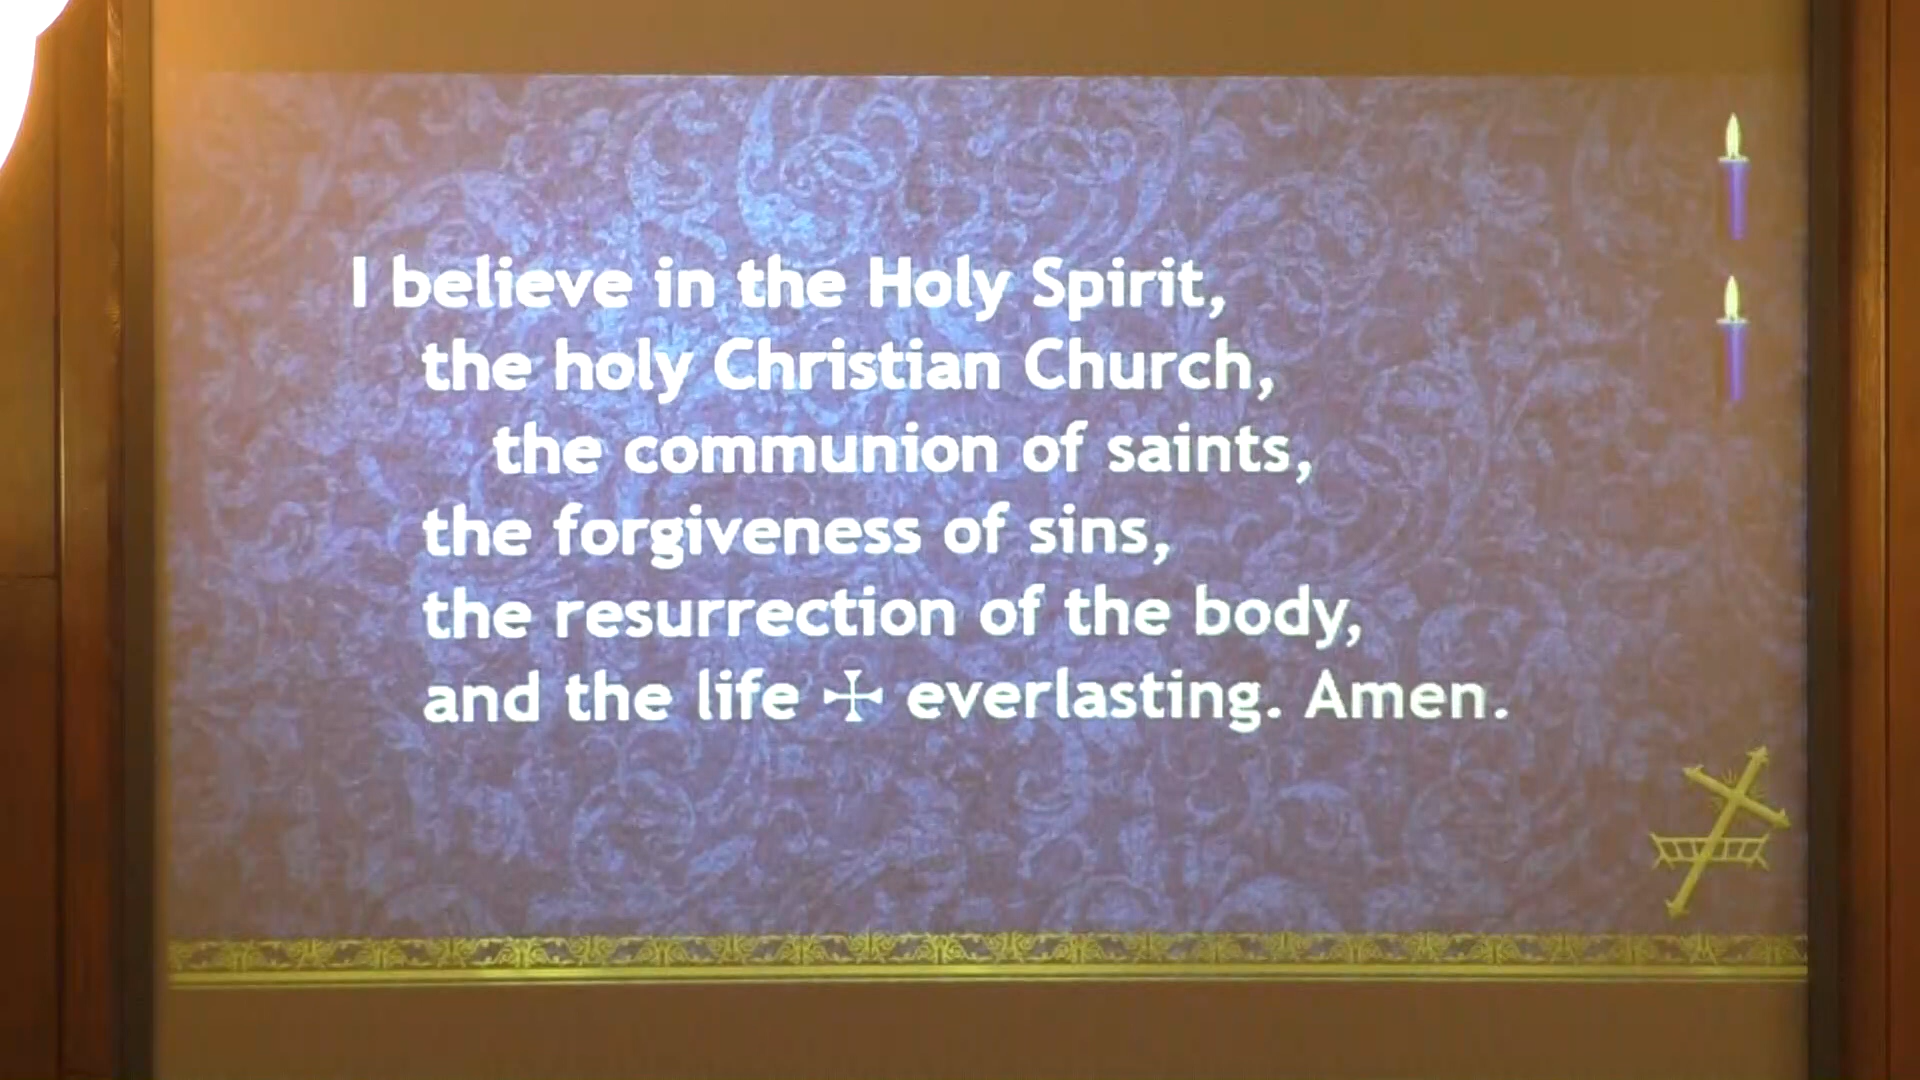 I believe in the Holy Spirit,
the holy Christian Church,
the communion of saints,
the forgiveness of sins,
the resurrection of the body,
and the life ☩ everlasting. Amen.